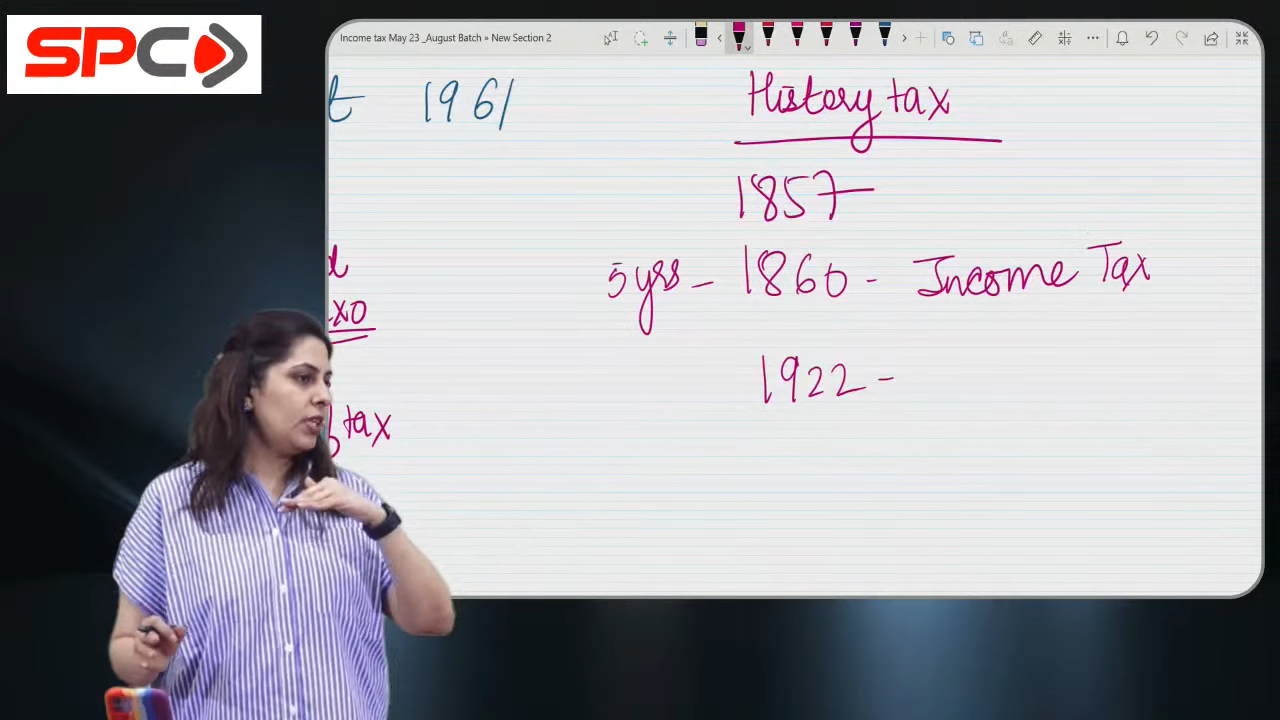 SPC
Income tax May 23 _August Batch » New Section 2
t 1961
History tax
1857
5 yrs - 1860 - Income Tax
1922 -
tax